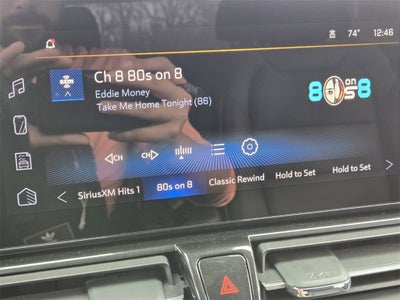 74° 12:46
Ch 8 80s on 8
Eddie Money
Take Me Home Tonight (86)
8 on 8
CH CH
SiriusXM Hits 1 80s on 8 Classic Rewind Hold to Set Hold to Set